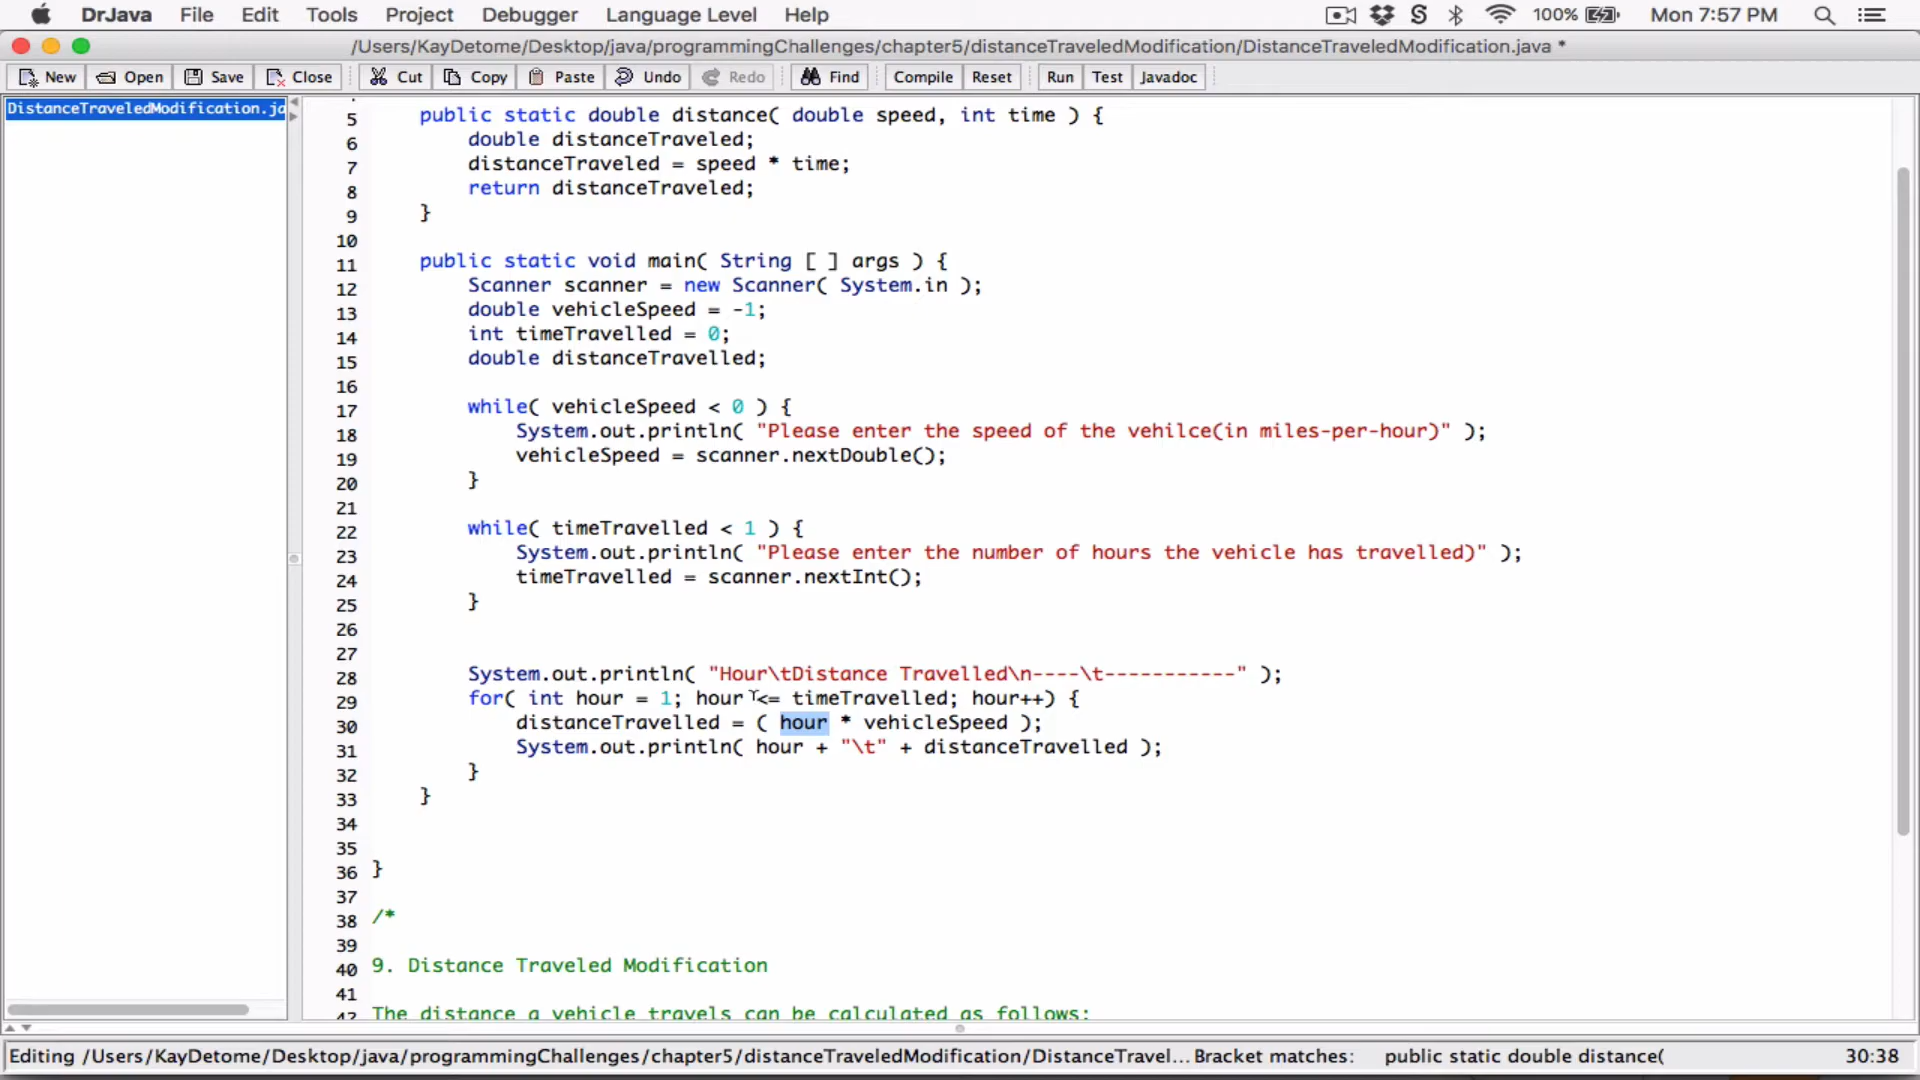 DrJava File Edit Tools Project Debugger Language Level Help 100% Mon 7:57 PM
/Users/KayDetome/Desktop/java/programmingChallenges/chapter5/distanceTraveledModification/DistanceTraveledModification.java *
New Open Save Close Cut Copy Paste Undo Redo Find Compile Reset Run Test Javadoc
DistanceTraveledModification.ja
5 public static double distance( double speed, int time ) {
6 double distanceTraveled;
7 distanceTraveled = speed * time;
8 return distanceTraveled;
9 }
10
11 public static void main( String [ ] args ) {
12 Scanner scanner = new Scanner( System.in );
13 double vehicleSpeed = -1;
14 int timeTravelled = 0;
15 double distanceTravelled;
16
17 while( vehicleSpeed < 0 ) {
18 System.out.println( "Please enter the speed of the vehilce(in miles-per-hour)" );
19 vehicleSpeed = scanner.nextDouble();
20 }
21
22 while( timeTravelled < 1 ) {
23 System.out.println( "Please enter the number of hours the vehicle has travelled)" );
24 timeTravelled = scanner.nextInt();
25 }
26
27
28 System.out.println( "Hour\tDistance Travelled\n----\t-----------" );
29 for( int hour = 1; hour <= timeTravelled; hour++) {
30 distanceTravelled = ( hour * vehicleSpeed );
31 System.out.println( hour + "\t" + distanceTravelled );
32 }
33 }
34
35
36 }
37
38 /*
39
40 9. Distance Traveled Modification
41
42 The distance a vehicle travels can be calculated as follows:
Editing /Users/KayDetome/Desktop/java/programmingChallenges/chapter5/distanceTraveledModification/DistanceTravel... Bracket matches: public static double distance( 30:38